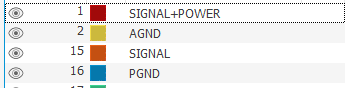 1 SIGNAL+POWER
2 AGND
15 SIGNAL
16 PGND